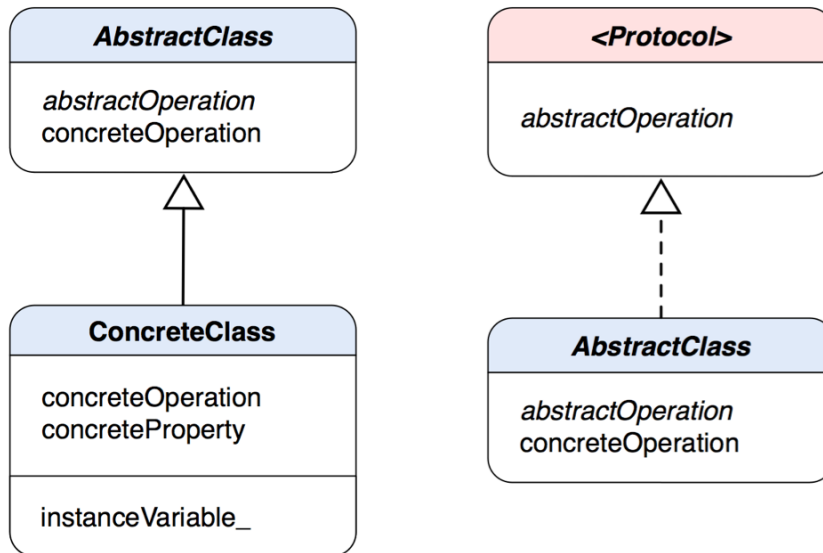 AbstractClass
abstractOperation
concreteOperation
ConcreteClass
concreteOperation
concreteProperty
instanceVariable_
<Protocol>
abstractOperation
AbstractClass
abstractOperation
concreteOperation